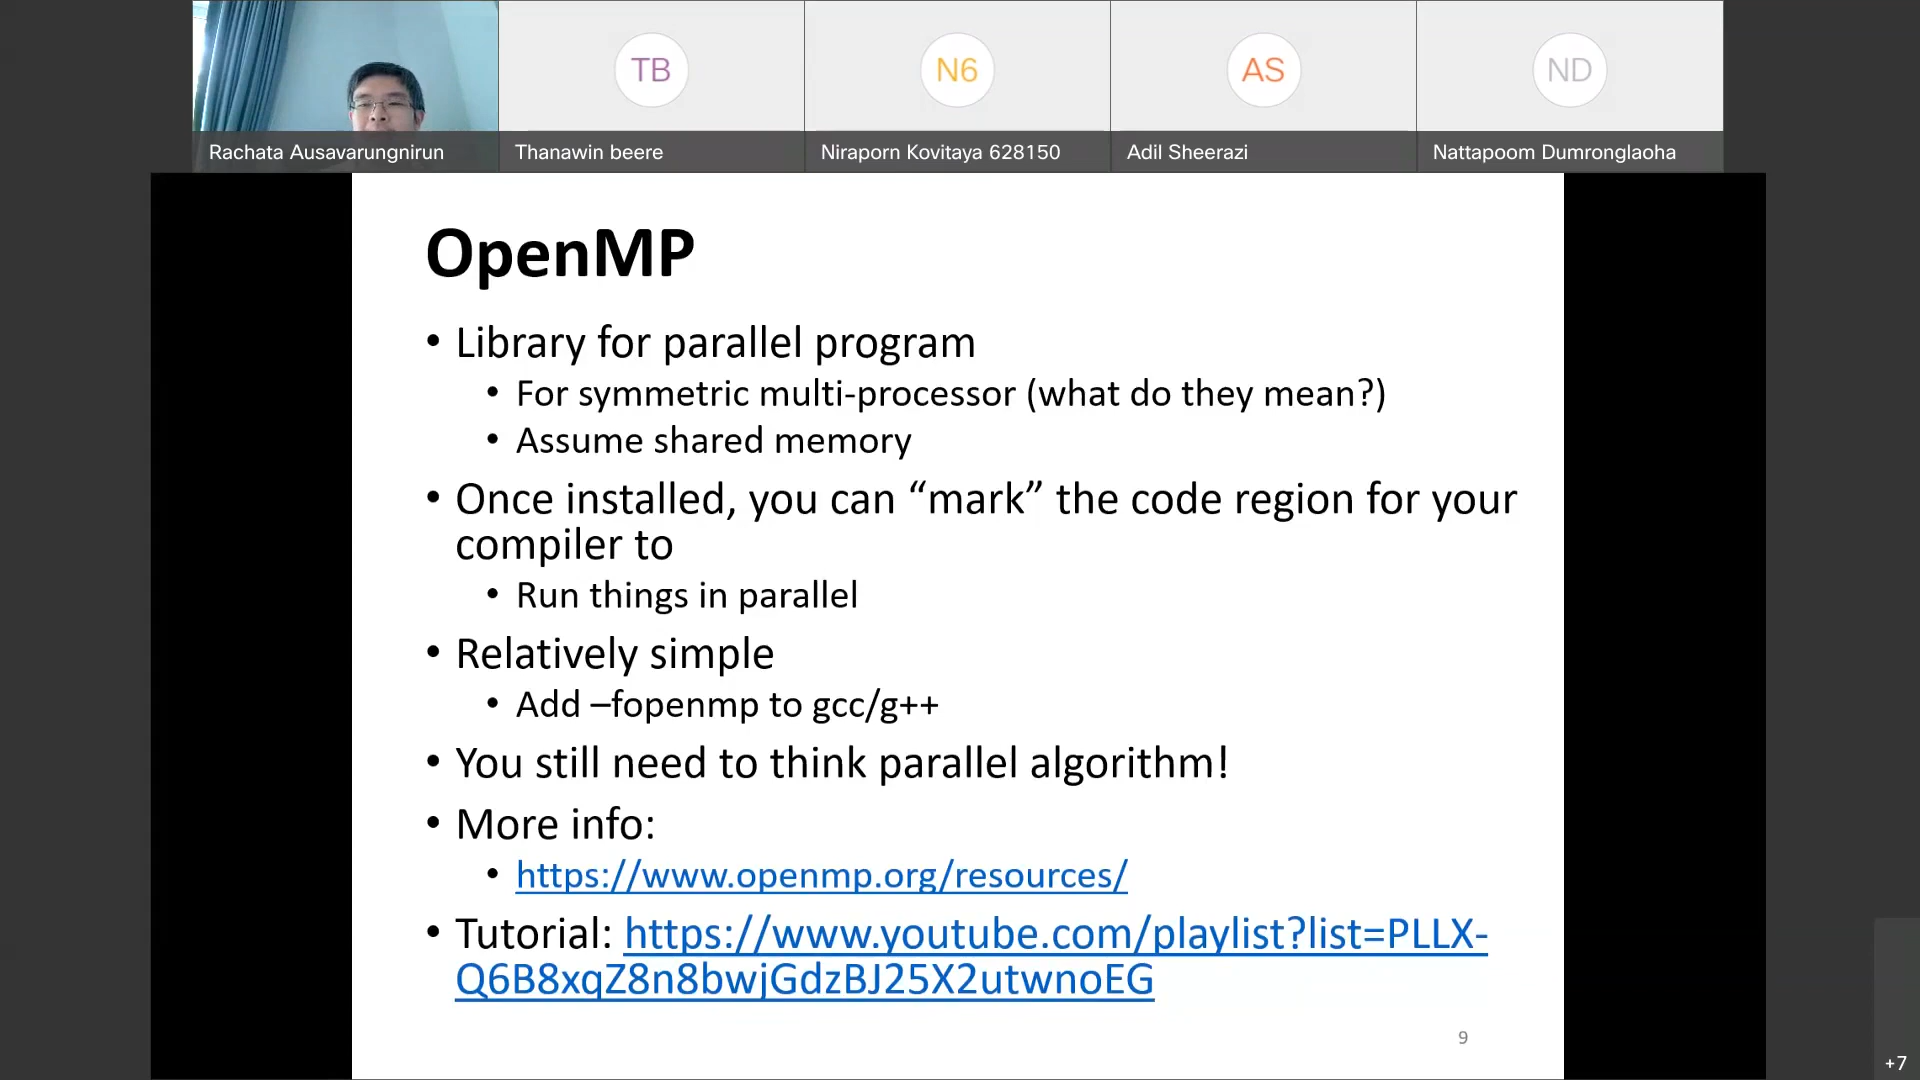 TB
N6
AS
ND
Rachata Ausavarungnirun
Thanawin beere
Niraporn Kovitaya 628150
Adil Sheerazi
Nattapoom Dumronglaoha
OpenMP
• Library for parallel program
• For symmetric multi-processor (what do they mean?)
• Assume shared memory
• Once installed, you can “mark” the code region for your
compiler to
• Run things in parallel
• Relatively simple
• Add –fopenmp to gcc/g++
• You still need to think parallel algorithm!
• More info:
• https://www.openmp.org/resources/
• Tutorial: https://www.youtube.com/playlist?list=PLLX-
Q6B8xqZ8n8bwjGdzBJ25X2utwnoEG
9
+7